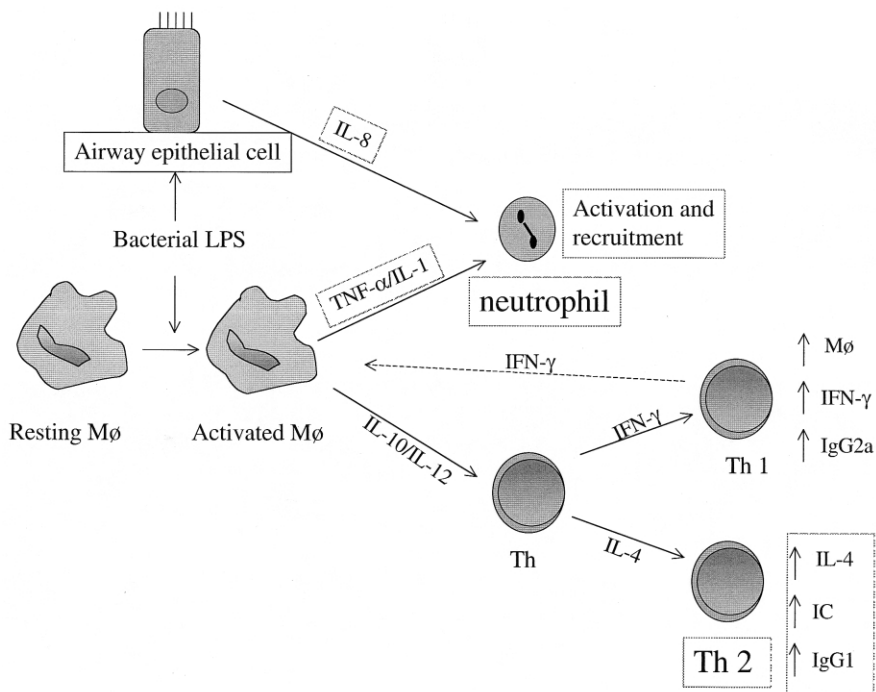 IL-8
Airway epithelial cell
Bacterial LPS
Activation and
recruitment
TNF-α/IL-1
neutrophil
IFN-γ
Mø
IFN-γ
IgG2a
Resting Mø
Activated Mø
IL-10/IL-12
IFN-γ
Th 1
Th
IL-4
IL-4
IC
IgG1
Th 2